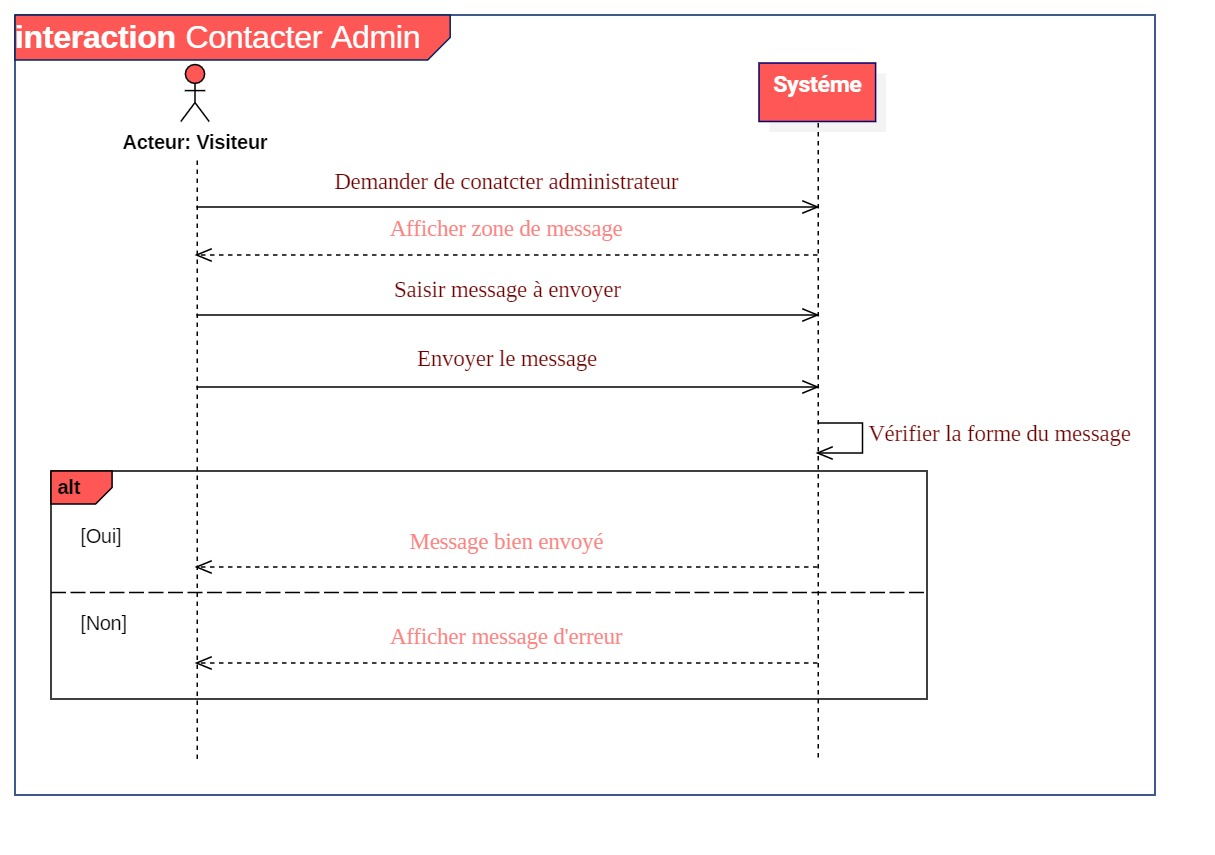 interaction Contacter Admin
Systéme
Acteur: Visiteur
Demander de conatcter administrateur
Afficher zone de message
Saisir message à envoyer
Envoyer le message
Vérifier la forme du message
alt
[Oui]
Message bien envoyé
[Non]
Afficher message d'erreur